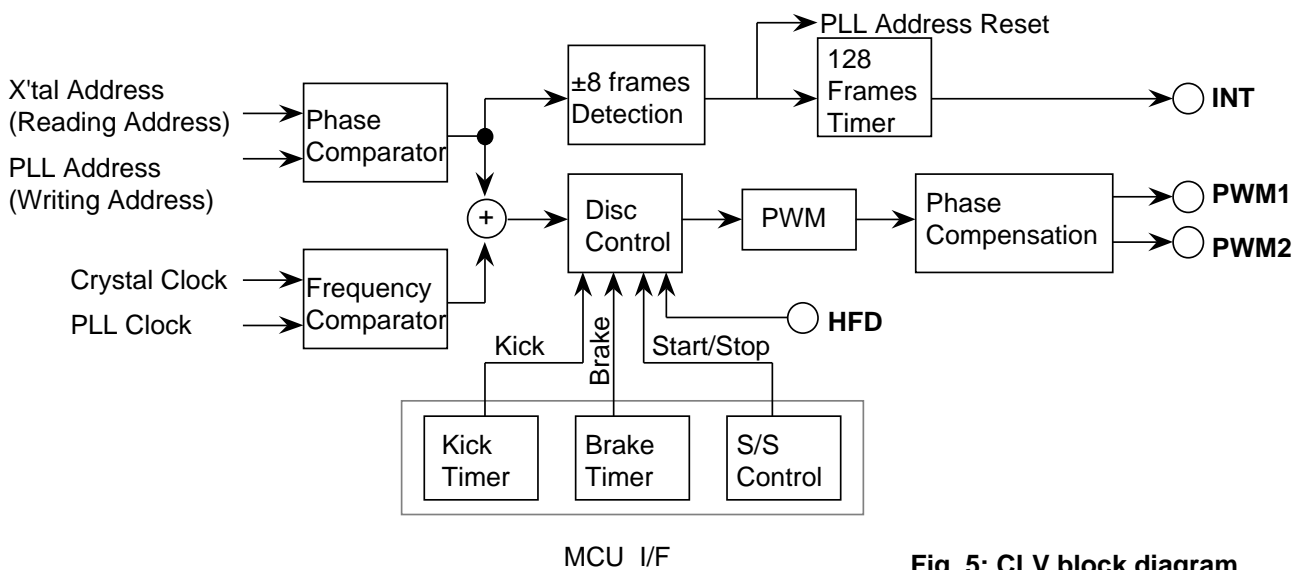 PLL Address Reset
X'tal Address
(Reading Address)
PLL Address
(Writing Address)
Phase
Comparator
±8 frames
Detection
128
Frames
Timer
INT
+
Disc
Control
PWM
Phase
Compensation
PWM1
PWM2
Crystal Clock
PLL Clock
Frequency
Comparator
HFD
Kick
Brake
Start/Stop
Kick
Timer
Brake
Timer
S/S
Control
MCU I/F
Fig. 5: CLV block diagram